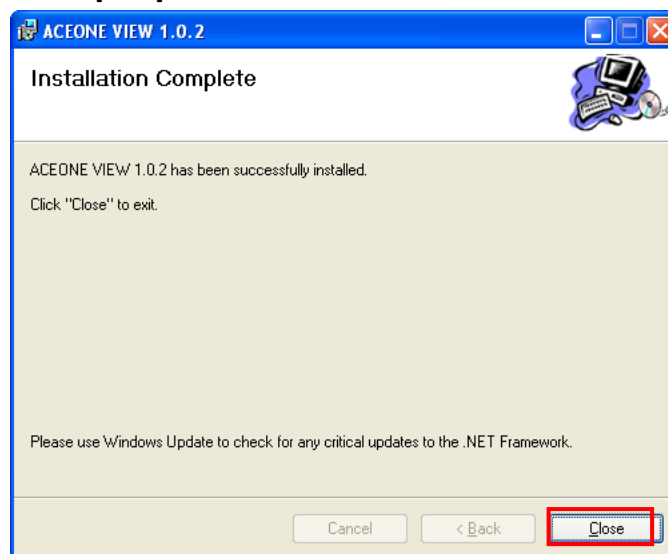 ACEONE VIEW 1.0.2
Installation Complete
ACEONE VIEW 1.0.2 has been successfully installed.
Click "Close" to exit.
Please use Windows Update to check for any critical updates to the .NET Framework.
Cancel
< Back
Close